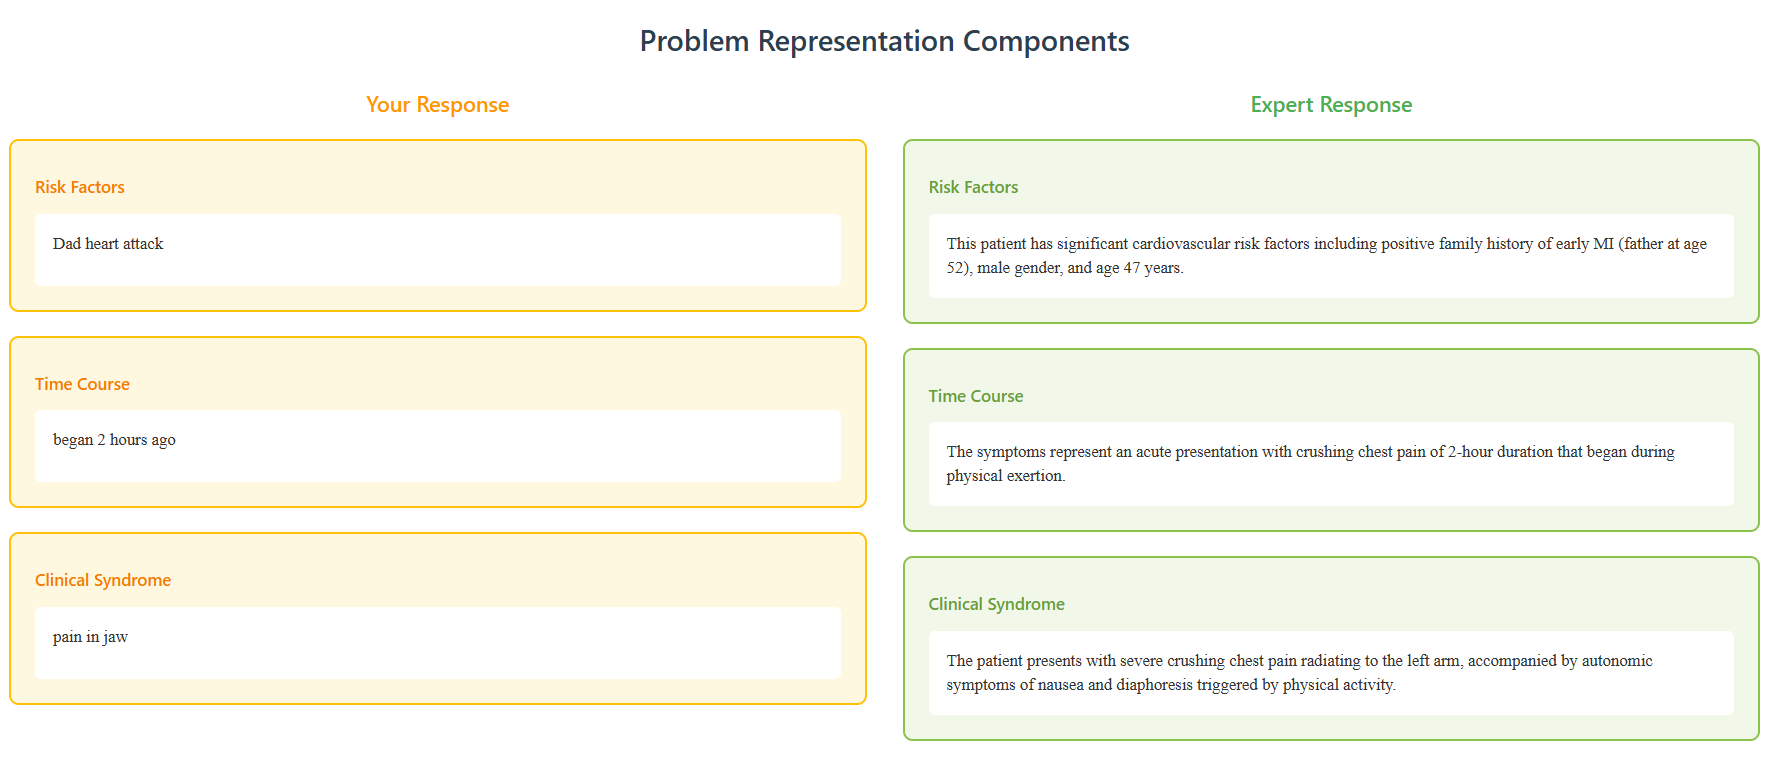 Problem Representation Components
Your Response
Risk Factors
Dad heart attack
Time Course
began 2 hours ago
Clinical Syndrome
pain in jaw
Expert Response
Risk Factors
This patient has significant cardiovascular risk factors including positive family history of early MI (father at age
52), male gender, and age 47 years.
Time Course
The symptoms represent an acute presentation with crushing chest pain of 2-hour duration that began during
physical exertion.
Clinical Syndrome
The patient presents with severe crushing chest pain radiating to the left arm, accompanied by autonomic
symptoms of nausea and diaphoresis triggered by physical activity.